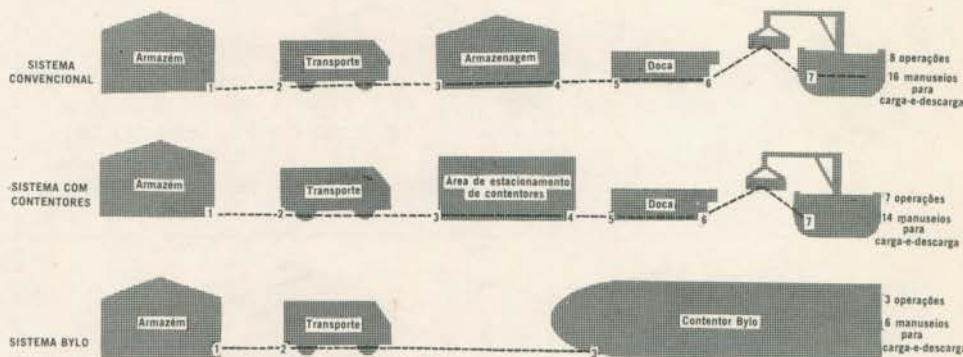 SISTEMA
CONVENCIONAL
Armazém
1
2
Transporte
3
Armazenagem
4
5
Doca
6
7
8 operações
16 manuseios
para
carga-e-descarga
SISTEMA COM
CONTENTORES
Armazém
1
2
Transporte
3
Área de estacionamento
de contentores
4
5
Doca
6
7
7 operações
14 manuseios
para
carga-e-descarga
SISTEMA BYLO
Armazém
1
2
Transporte
3
Contentor Bylo
3 operações
6 manuseios
para
carga-e-descarga